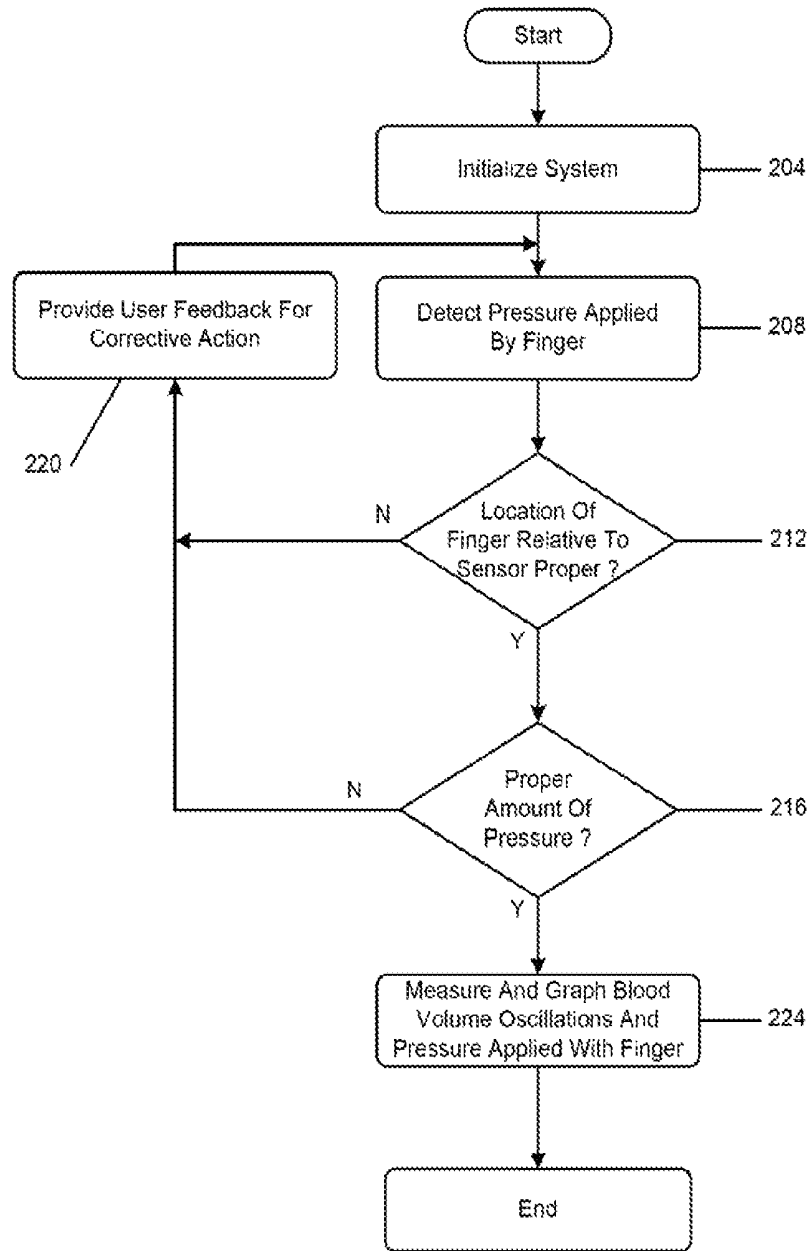 Start
Initialize System
204
Provide User Feedback For
Corrective Action
Detect Pressure Applied
By Finger
208
220
N
Location Of
Finger Relative To
Sensor Proper ?
212
Y
N
Proper
Amount Of
Pressure ?
216
Y
Measure And Graph Blood
Volume Oscillations And
Pressure Applied With Finger
224
End